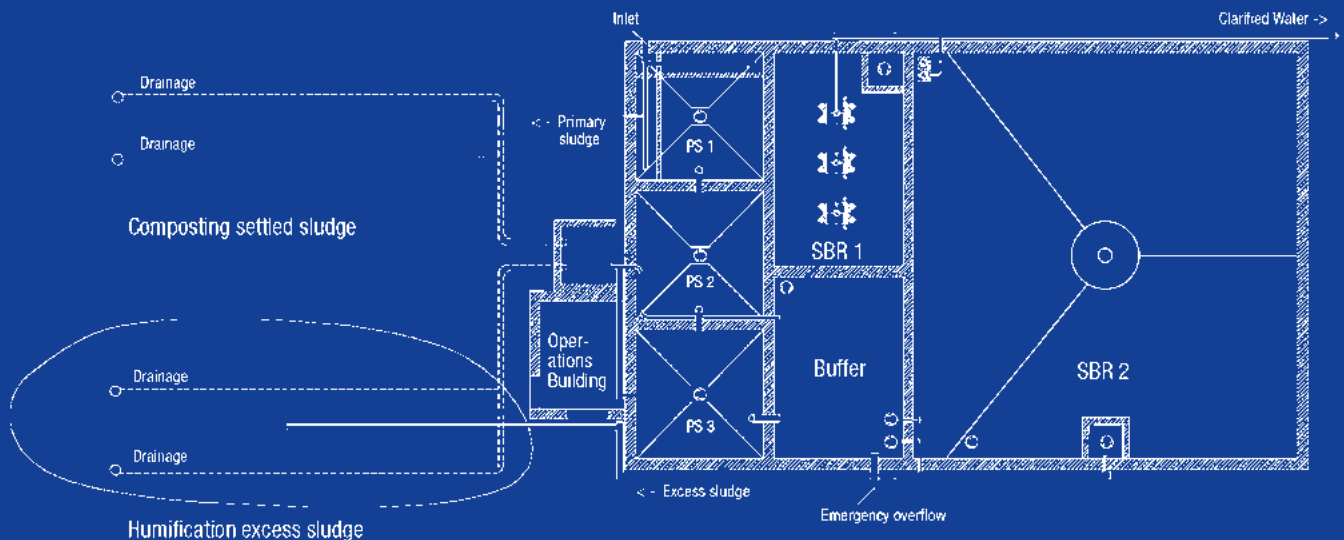 Inlet
Clarified Water ->
Drainage
Drainage
< - Primary
sludge
PS 1
Composting settled sludge
SBR 1
PS 2
Oper-
ations
Building
Buffer
SBR 2
Drainage
PS 3
Drainage
< - Excess sludge
Emergency overflow
Humification excess sludge